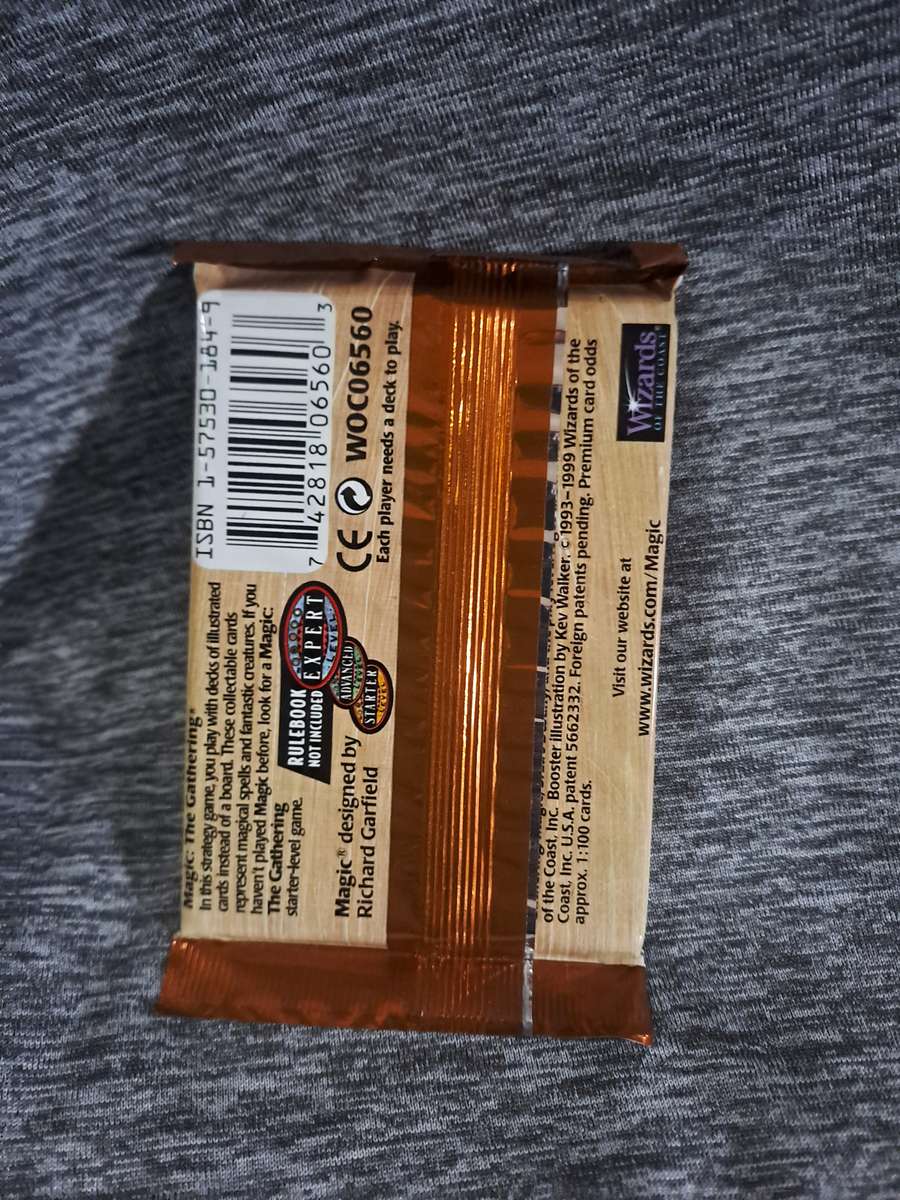 Magic: The Gathering®
In this strategy game, you play with decks of illustrated
cards instead of a board. These collectable cards
represent magical spells and fantastic creatures. If you
haven't played Magic before, look for a Magic:
The Gathering
starter-level game.
RULEBOOK
NOT INCLUDED
EXPERT
LEVEL
ADVANCED
STARTER
LEVEL
Magic® designed by
Richard Garfield
ISBN 1-57530-184-9
7 42818 06560 3
CE WOC06560
Each player needs a deck to play.
of the Coast, Inc. Booster illustration by Kev Walker. © 1993–1999 Wizards of the
Coast, Inc. U.S.A. patent 5662332. Foreign patents pending. Premium card odds
approx. 1:100 cards.
Visit our website at
www.wizards.com/Magic
Wizards
OF THE COAST®